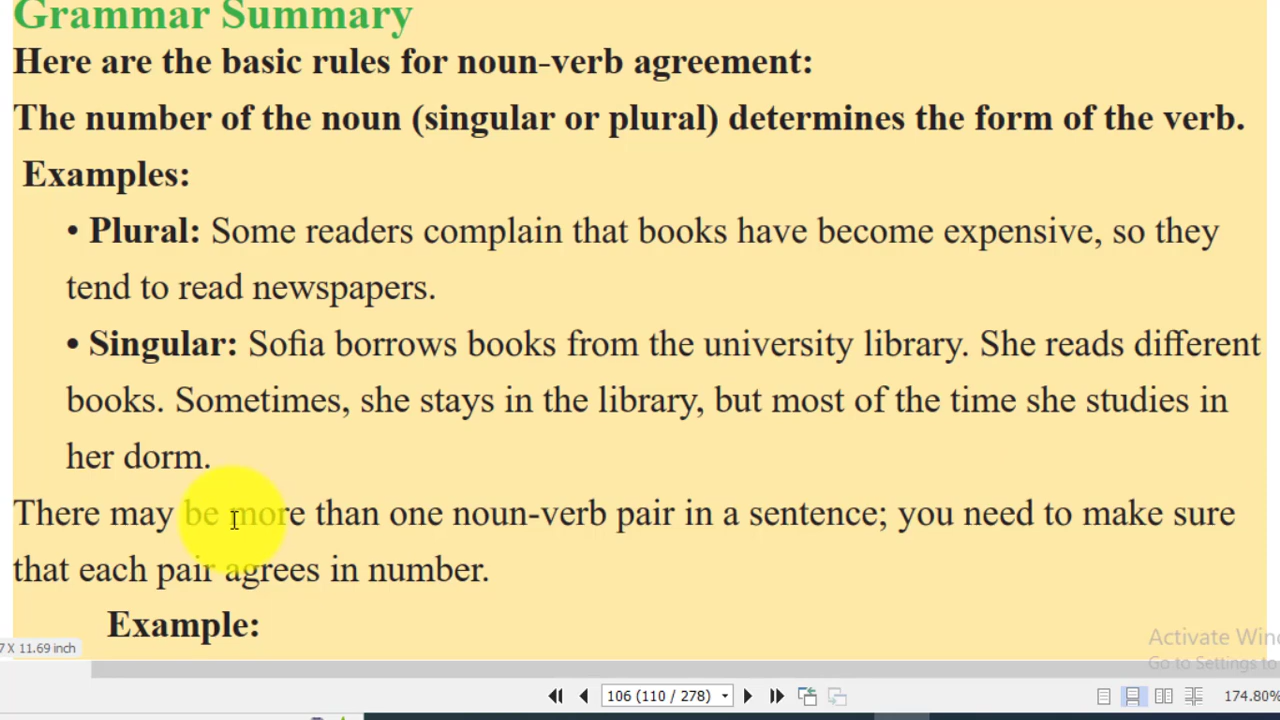 Grammar Summary
Here are the basic rules for noun-verb agreement:
The number of the noun (singular or plural) determines the form of the verb.
Examples:
• Plural: Some readers complain that books have become expensive, so they
tend to read newspapers.
• Singular: Sofia borrows books from the university library. She reads different
books. Sometimes, she stays in the library, but most of the time she studies in
her dorm.
There may be more than one noun-verb pair in a sentence; you need to make sure
that each pair agrees in number.
Example:
7 X 11.69 inch
Activate Win
Go to Settings to
106 (110 / 278)
174.80%